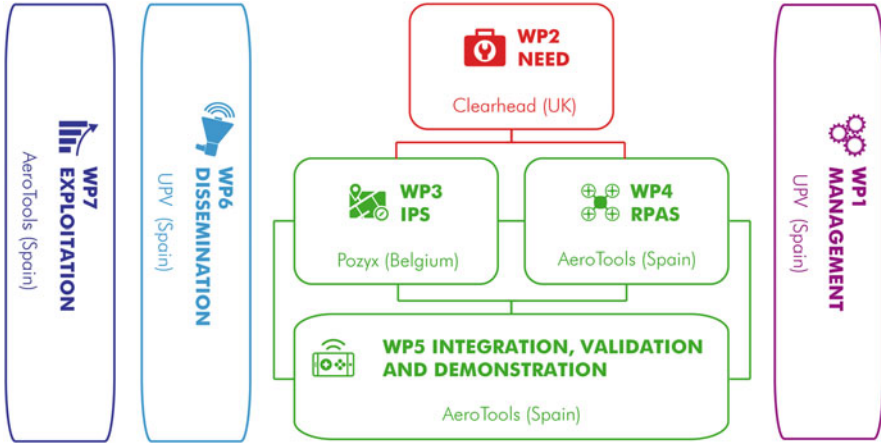 WP7
EXPLOITATION
AeroTools (Spain)
WP6
DISSEMINATION
UPV (Spain)
WP2
NEED
Clearhead (UK)
WP3
IPS
Pozyx (Belgium)
WP4
RPAS
AeroTools (Spain)
WP5 INTEGRATION, VALIDATION
AND DEMONSTRATION
AeroTools (Spain)
WP1
MANAGEMENT
UPV (Spain)